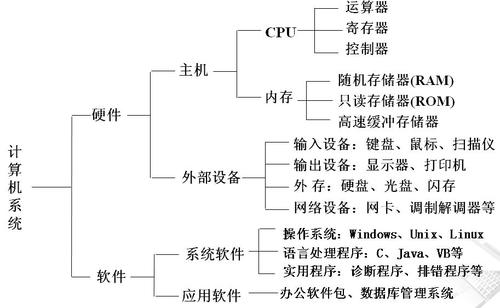 计算机系统
硬件
主机
CPU
运算器
寄存器
控制器
内存
随机存储器(RAM)
只读存储器(ROM)
高速缓冲存储器
外部设备
输入设备：键盘、鼠标、扫描仪
输出设备：显示器、打印机
外 存：硬盘、光盘、闪存
网络设备：网卡、调制解调器等
软件
系统软件
操作系统：Windows、Unix、Linux
语言处理程序：C、Java、VB等
实用程序：诊断程序、排错程序等
应用软件
办公软件包、数据库管理系统